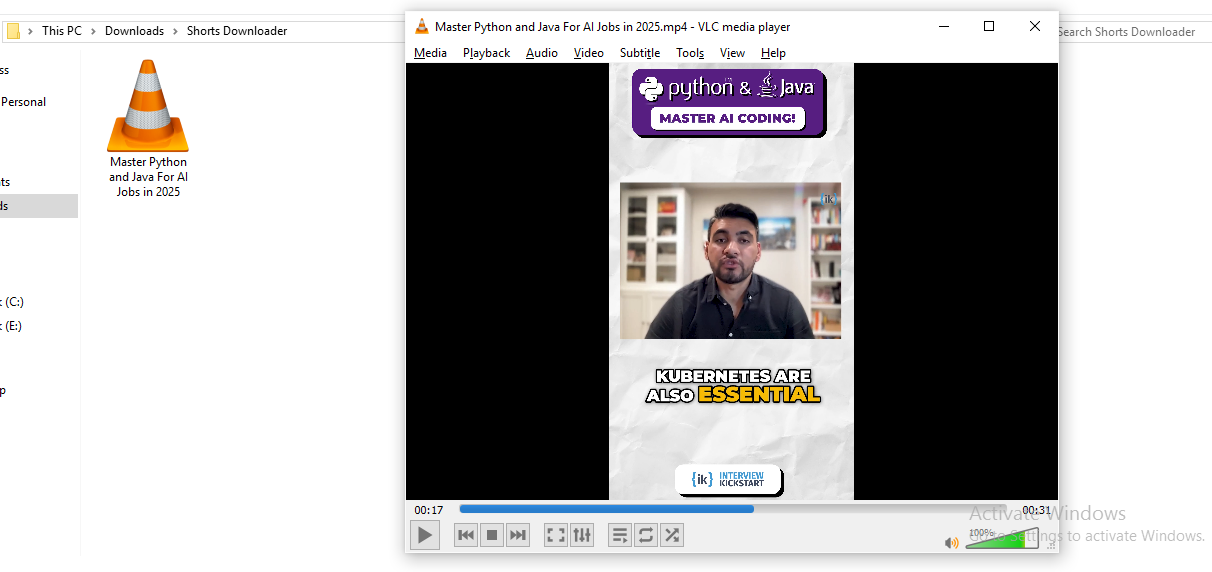 This PC > Downloads > Shorts Downloader
Search Shorts Downloader
ss
Personal
ts
ds
(C:)
(E:)
p
Master Python
and Java For AI
Jobs in 2025
Master Python and Java For AI Jobs in 2025.mp4 - VLC media player
Media Playback Audio Video Subtitle Tools View Help
python & Java
MASTER AI CODING!
{ik}
KUBERNETES ARE
ALSO ESSENTIAL
{ik} INTERVIEW
KICKSTART
00:17
00:31
100%
Activate Windows
Go to Settings to activate Windows.